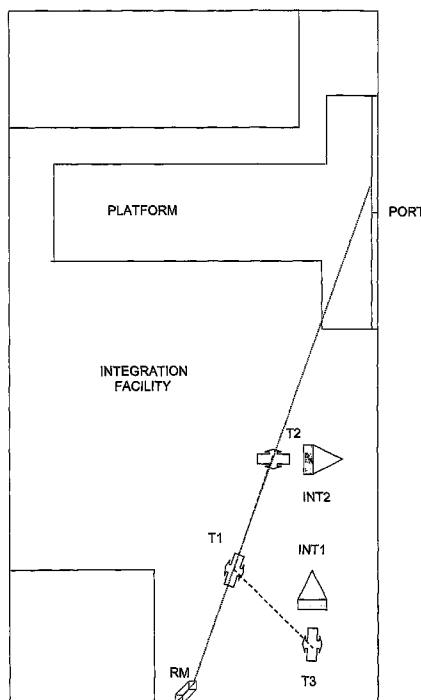 PLATFORM
PORT
INTEGRATION
FACILITY
T2
INT2
T1
INT1
RM
T3